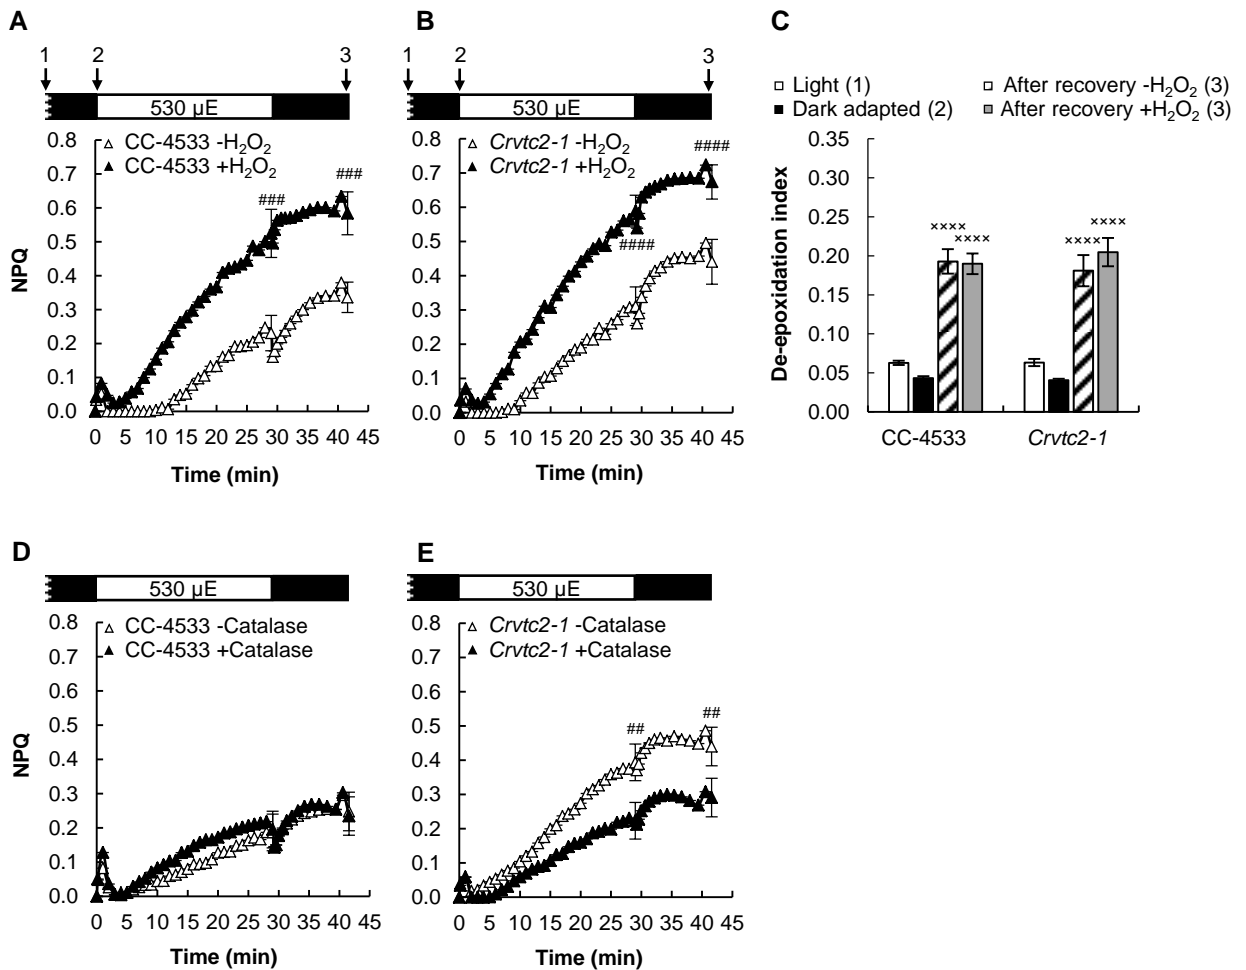 A
1
2
3
530 µE
△ CC-4533 -H₂O₂
▲ CC-4533 +H₂O₂
###
###
NPQ
0.8
0.7
0.6
0.5
0.4
0.3
0.2
0.1
0.0
0 5 10 15 20 25 30 35 40 45
Time (min)
B
1
2
3
530 µE
△ Crvtc2-1 -H₂O₂
▲ Crvtc2-1 +H₂O₂
####
####
0.8
0.7
0.6
0.5
0.4
0.3
0.2
0.1
0.0
0 5 10 15 20 25 30 35 40 45
Time (min)
C
Light (1)
After recovery -H₂O₂ (3)
Dark adapted (2)
After recovery +H₂O₂ (3)
De-epoxidation index
0.35
0.30
0.25
0.20
0.15
0.10
0.05
0.00
××××
××××
××××
××××
CC-4533
Crvtc2-1
D
530 µE
△ CC-4533 -Catalase
▲ CC-4533 +Catalase
NPQ
0.8
0.7
0.6
0.5
0.4
0.3
0.2
0.1
0.0
0 5 10 15 20 25 30 35 40 45
Time (min)
E
530 µE
△ Crvtc2-1 -Catalase
▲ Crvtc2-1 +Catalase
##
##
0.8
0.7
0.6
0.5
0.4
0.3
0.2
0.1
0.0
0 5 10 15 20 25 30 35 40 45
Time (min)